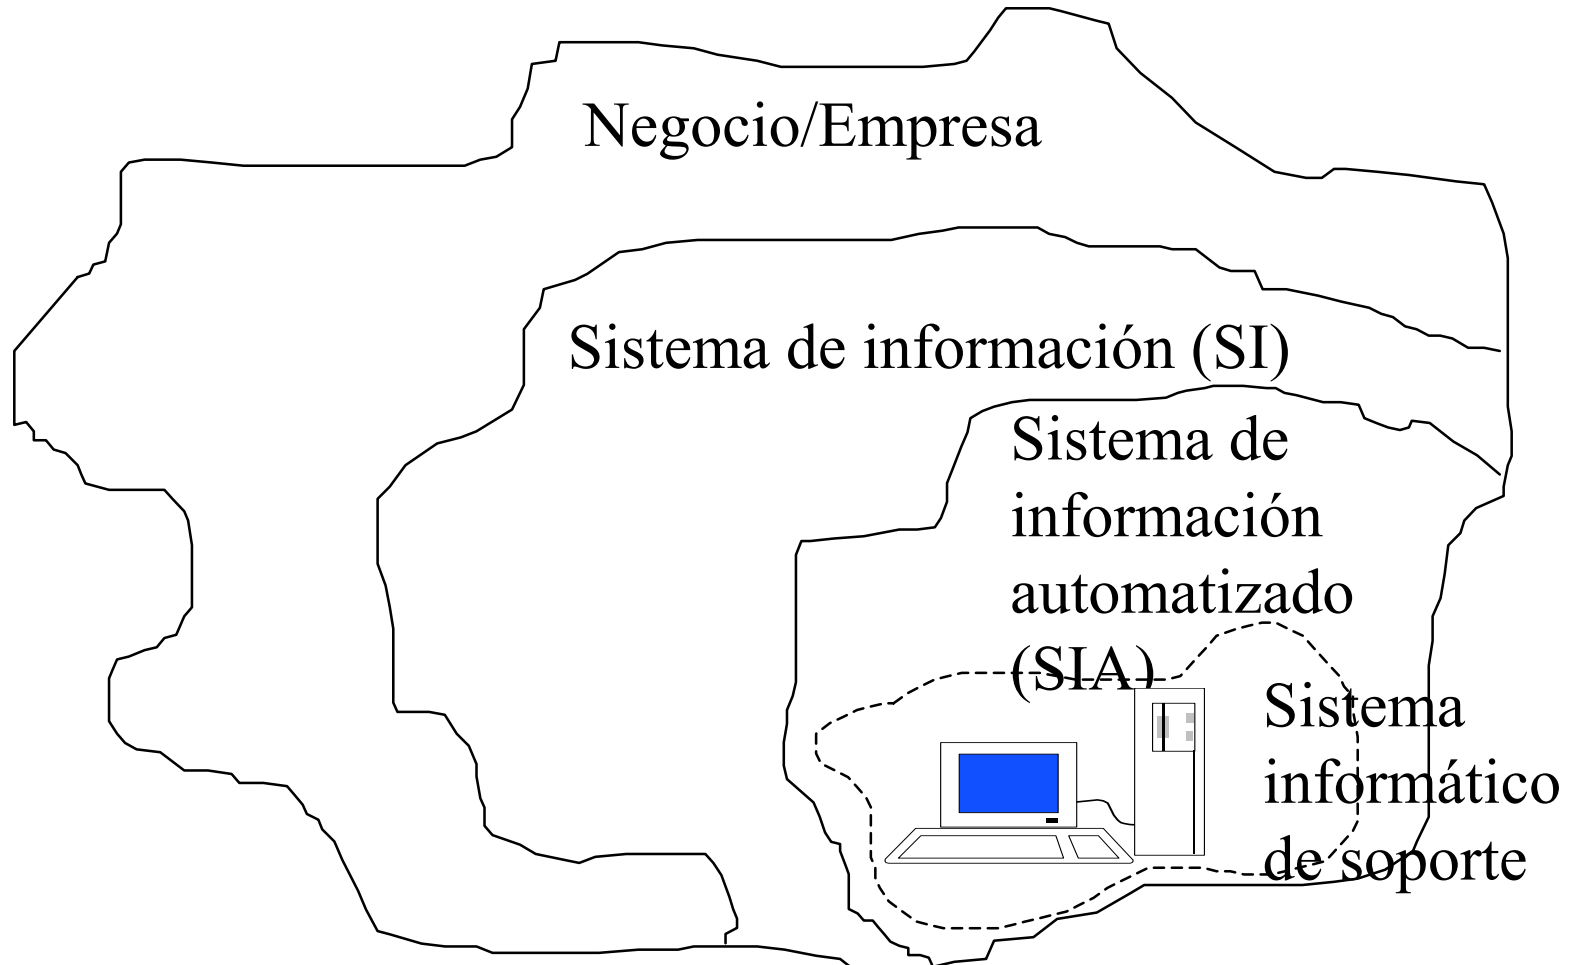 Negocio/Empresa
Sistema de información (SI)
Sistema de
información
automatizado
(SIA)
Sistema
informático
de soporte